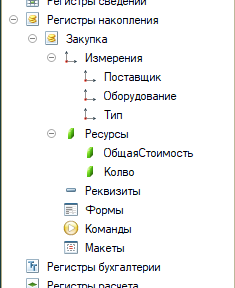 Регистры сведений
Регистры накопления
Закупка
Измерения
Поставщик
Оборудование
Тип
Ресурсы
ОбщаяСтоимость
Колво
Реквизиты
Формы
Команды
Макеты
Регистры бухгалтерии
Регистры расчета